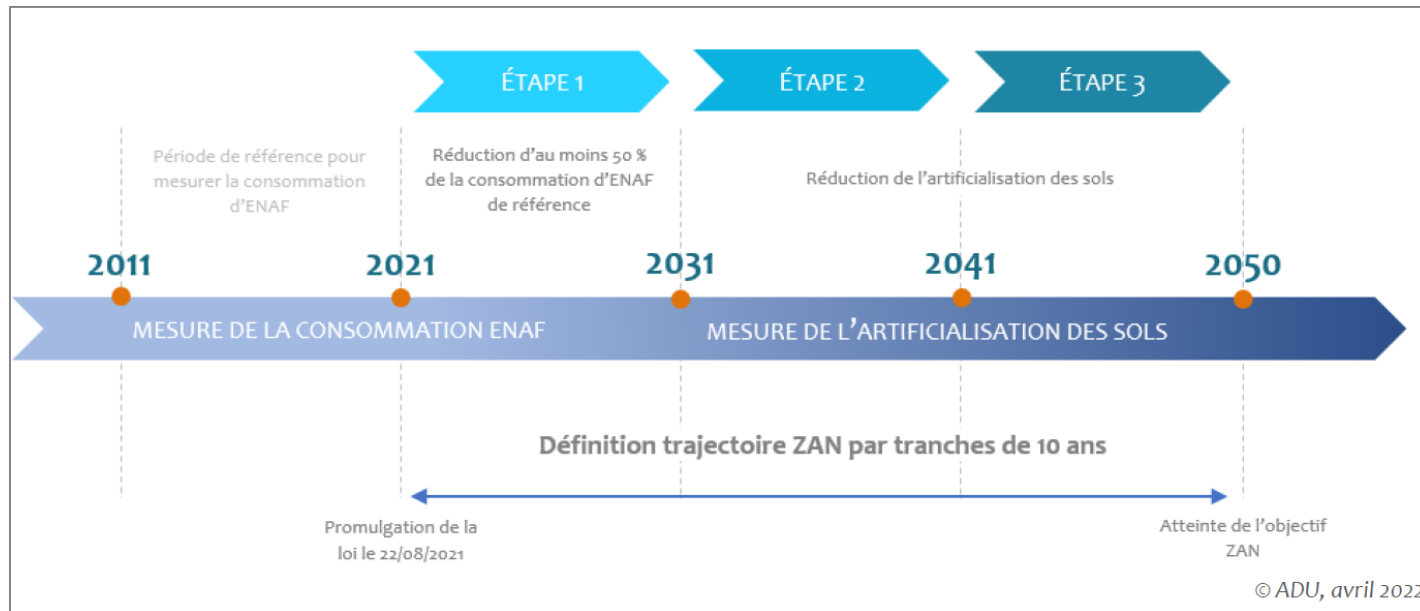 ÉTAPE 1
ÉTAPE 2
ÉTAPE 3
Période de référence pour
mesurer la consommation
d'ENAF
Réduction d'au moins 50 %
de la consommation d'ENAF
de référence
Réduction de l'artificialisation des sols
2011
2021
2031
2041
2050
MESURE DE LA CONSOMMATION ENAF
MESURE DE L'ARTIFICIALISATION DES SOLS
Définition trajectoire ZAN par tranches de 10 ans
Promulgation de la
loi le 22/08/2021
Atteinte de l'objectif
ZAN
© ADU, avril 2022